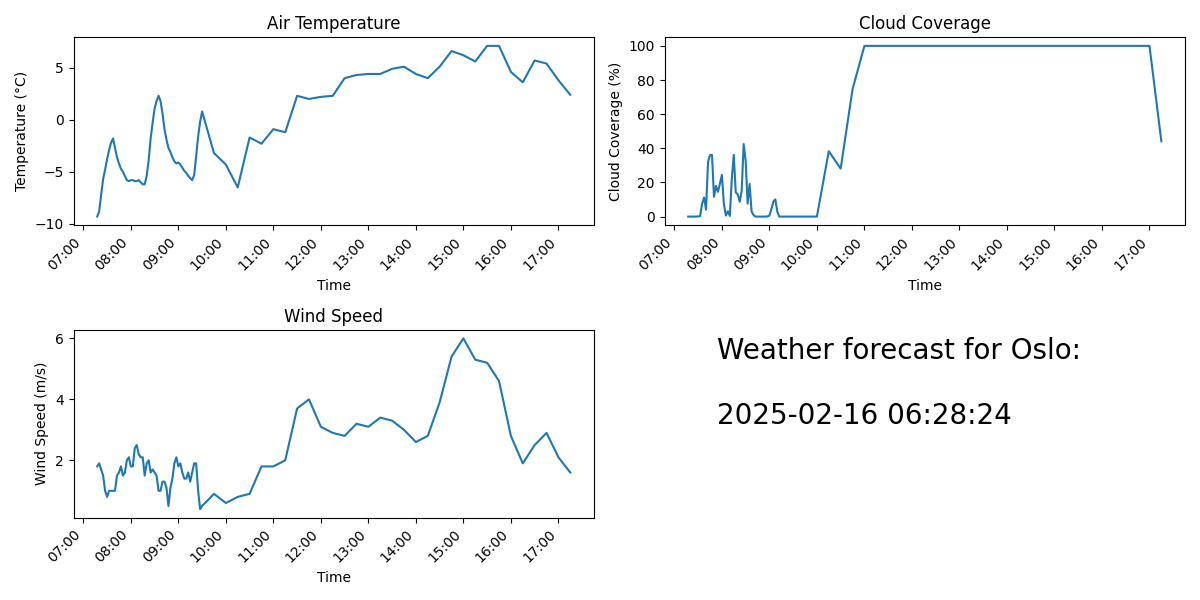 Air Temperature
Temperature (°C)
5
0
−5
−10
07:00 08:00 09:00 10:00 11:00 12:00 13:00 14:00 15:00 16:00 17:00
Time
Cloud Coverage
Cloud Coverage (%)
100
80
60
40
20
0
07:00 08:00 09:00 10:00 11:00 12:00 13:00 14:00 15:00 16:00 17:00
Time
Wind Speed
Wind Speed (m/s)
6
4
2
07:00 08:00 09:00 10:00 11:00 12:00 13:00 14:00 15:00 16:00 17:00
Time
Weather forecast for Oslo:
2025-02-16 06:28:24